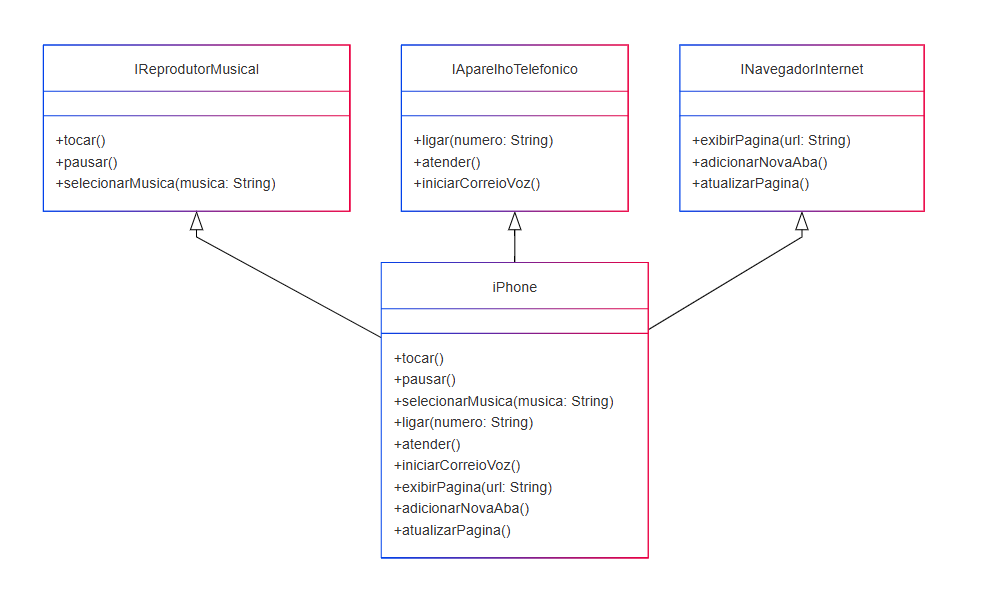 IReprodutorMusical
+tocar()
+pausar()
+selecionarMusica(musica: String)
IAparelhoTelefonico
+ligar(numero: String)
+atender()
+iniciarCorreioVoz()
INavegadorInternet
+exibirPagina(url: String)
+adicionarNovaAba()
+atualizarPagina()
iPhone
+tocar()
+pausar()
+selecionarMusica(musica: String)
+ligar(numero: String)
+atender()
+iniciarCorreioVoz()
+exibirPagina(url: String)
+adicionarNovaAba()
+atualizarPagina()